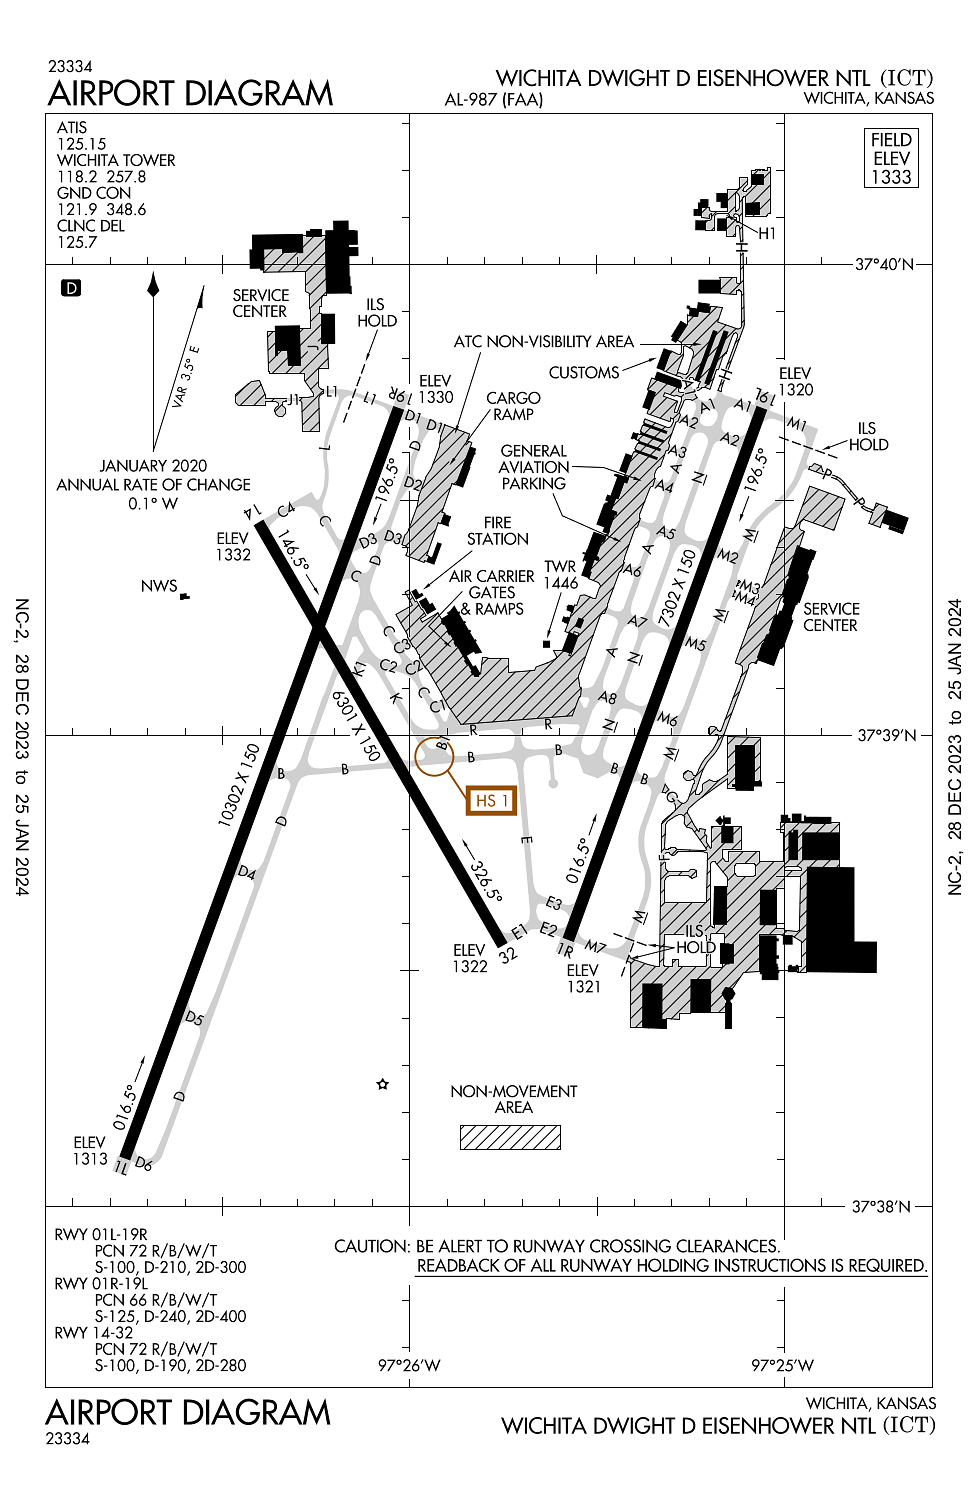 23334
AIRPORT DIAGRAM
AL-987 (FAA)
WICHITA DWIGHT D EISENHOWER NTL (ICT)
WICHITA, KANSAS
ATIS
125.15
WICHITA TOWER
118.2 257.8
GND CON
121.9 348.6
CLNC DEL
125.7
FIELD
ELEV
1333
D
VAR 3.5° E
JANUARY 2020
ANNUAL RATE OF CHANGE
0.1° W
SERVICE
CENTER
ILS
HOLD
H1
H
37°40'N
ATC NON-VISIBILITY AREA
CUSTOMS
ELEV
1330
ELEV
1320
CARGO
RAMP
GENERAL
AVIATION
PARKING
ILS
HOLD
J
J1
L1
L1
L
19R
D1
D1
D
D2
D3
D3
D
196.5°
14
C4
C
C
146.5°
ELEV
1332
NWS
FIRE
STATION
AIR CARRIER
GATES
& RAMPS
TWR
1446
H
A
A1
A1
A2
A2
A3
A
A4
A5
A
A6
A7
A
A8
N
N
N
19L
M1
196.5°
P
P
M
M2
M3
M4
M
M5
M6
M
7302 X 150
SERVICE
CENTER
C
C3
C2
C2
C
C
C1
K1
K
6301 X 150
R
R
B1
B
B
B
B
B
B
HS 1
G
G
F
37°39'N
10302 X 150
D
D4
D5
D
D6
E
E1
E2
E3
326.5°
016.5°
ELEV
1322
32
1R
M7
M
ELEV
1321
ILS
HOLD
016.5°
ELEV
1313
1L
NON-MOVEMENT
AREA
37°38'N
RWY 01L-19R
PCN 72 R/B/W/T
S-100, D-210, 2D-300
RWY 01R-19L
PCN 66 R/B/W/T
S-125, D-240, 2D-400
RWY 14-32
PCN 72 R/B/W/T
S-100, D-190, 2D-280
CAUTION: BE ALERT TO RUNWAY CROSSING CLEARANCES.
READBACK OF ALL RUNWAY HOLDING INSTRUCTIONS IS REQUIRED.
97°26'W
97°25'W
NC-2, 28 DEC 2023 to 25 JAN 2024
NC-2, 28 DEC 2023 to 25 JAN 2024
AIRPORT DIAGRAM
23334
WICHITA, KANSAS
WICHITA DWIGHT D EISENHOWER NTL (ICT)